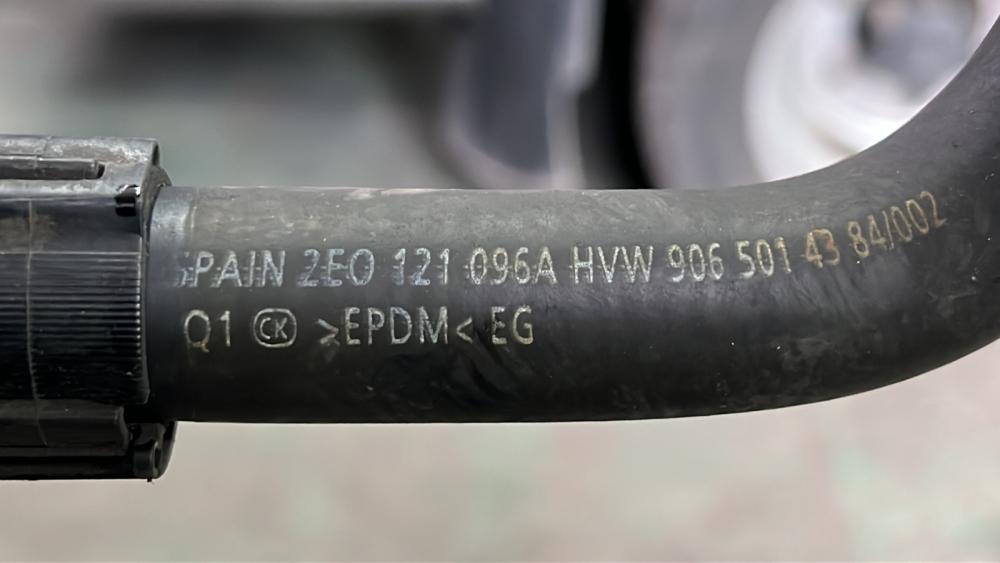 SPAIN 2E0 121 096A HVW 906 501 43 84/002
Q1 CK >EPDM< EG